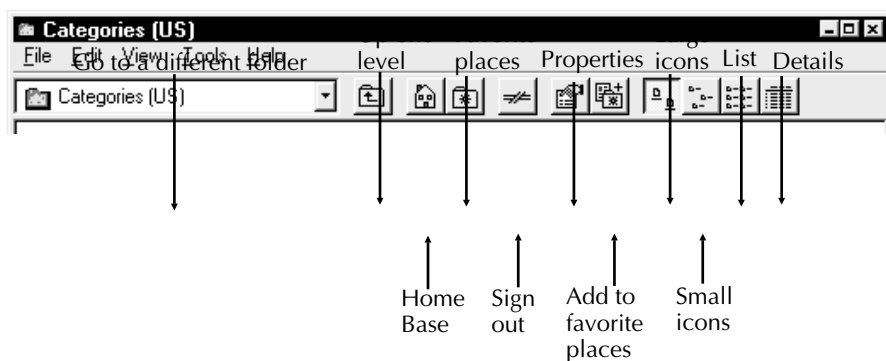 Categories (US)
File Edit View Tools Help
Go to a different folder
level
places
Properties
icons
List
Details
Categories (US)
Home
Base
Sign
out
Add to
favorite
places
Small
icons